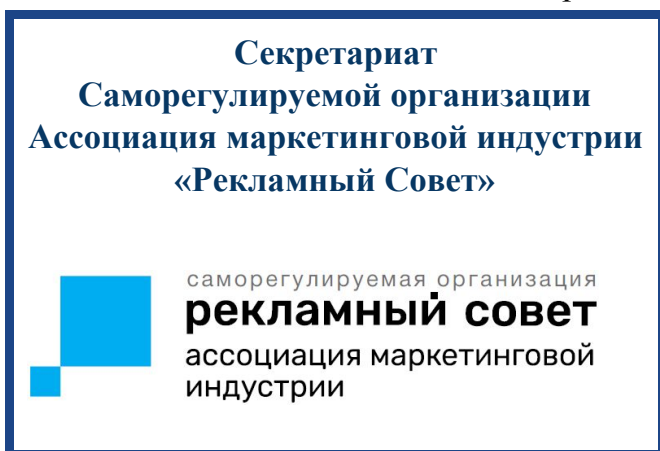 Секретариат
Саморегулируемой организации
Ассоциация маркетинговой индустрии
«Рекламный Совет»
саморегулируемая организация
рекламный совет
ассоциация маркетинговой
индустрии